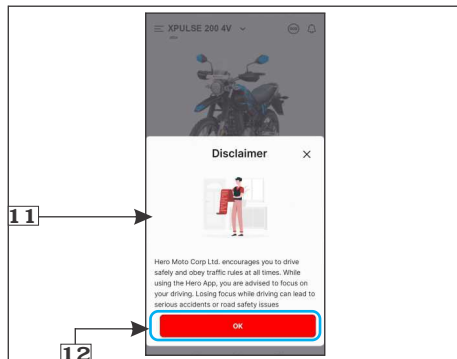 XPULSE 200 4V
Disclaimer
11
Hero Moto Corp Ltd. encourages you to drive
safely and obey traffic rules at all times. While
using the Hero App, you are advised to focus on
your driving. Losing focus while driving can lead to
serious accidents or road safety issues
OK
12